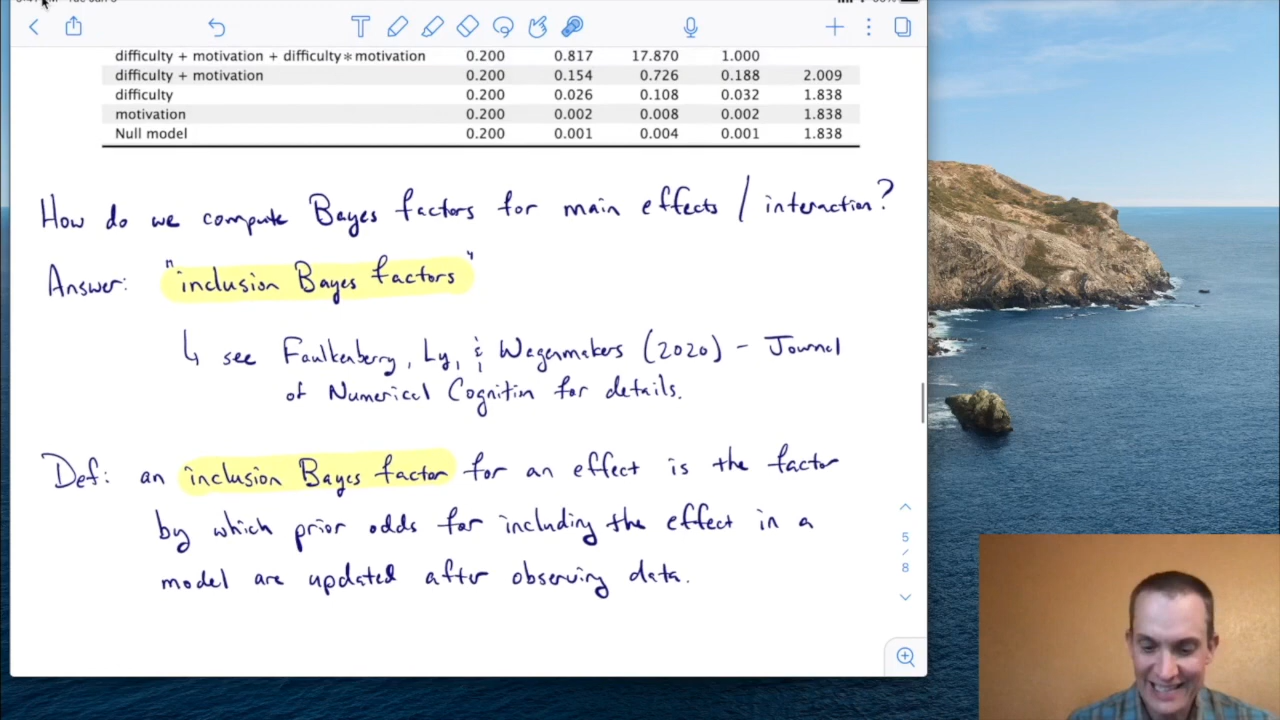 difficulty + motivation + difficulty∗motivation 0.200 0.817 17.870 1.000
difficulty + motivation 0.200 0.154 0.726 0.188 2.009
difficulty 0.200 0.026 0.108 0.032 1.838
motivation 0.200 0.002 0.008 0.002 1.838
Null model 0.200 0.001 0.004 0.001 1.838
How do we compute Bayes factors for main effects / interaction?
Answer: "inclusion Bayes factors"
↳ see Faulkenberry, Ly, & Wagenmakers (2020) - Journal
of Numerical Cognition for details.
Def: an inclusion Bayes factor for an effect is the factor
by which prior odds for including the effect in a
model are updated after observing data.
5
/
8